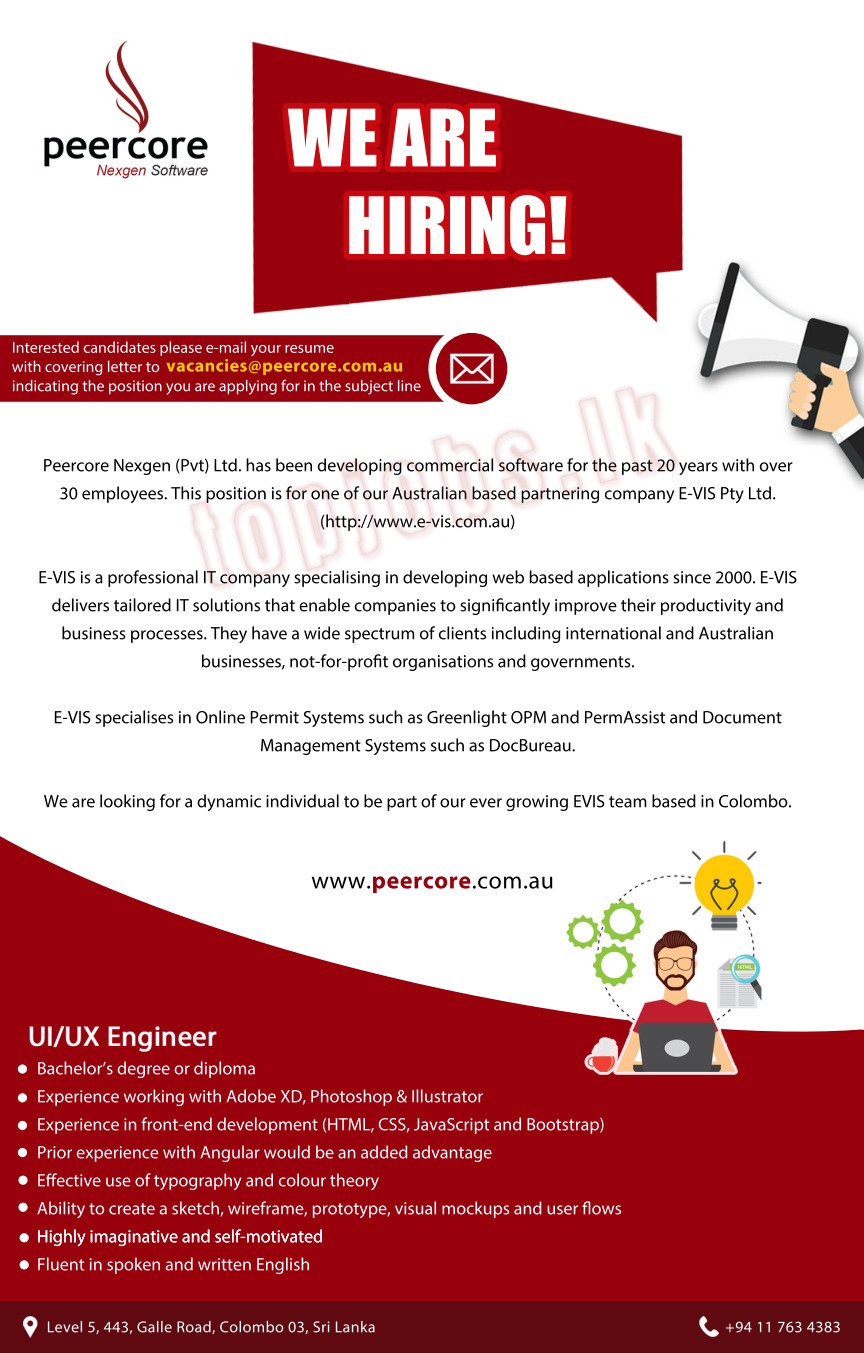 peercore
Nexgen Software
WE ARE
HIRING!
Interested candidates please e-mail your resume
with covering letter to vacancies@peercore.com.au
indicating the position you are applying for in the subject line
topjobs.lk
Peercore Nexgen (Pvt) Ltd. has been developing commercial software for the past 20 years with over
30 employees. This position is for one of our Australian based partnering company E-VIS Pty Ltd.
(http://www.e-vis.com.au)
E-VIS is a professional IT company specialising in developing web based applications since 2000. E-VIS
delivers tailored IT solutions that enable companies to significantly improve their productivity and
business processes. They have a wide spectrum of clients including international and Australian
businesses, not-for-profit organisations and governments.
E-VIS specialises in Online Permit Systems such as Greenlight OPM and PermAssist and Document
Management Systems such as DocBureau.
We are looking for a dynamic individual to be part of our ever growing EVIS team based in Colombo.
www.peercore.com.au
HTML
UI/UX Engineer
Bachelor's degree or diploma
Experience working with Adobe XD, Photoshop & Illustrator
Experience in front-end development (HTML, CSS, JavaScript and Bootstrap)
Prior experience with Angular would be an added advantage
Effective use of typography and colour theory
Ability to create a sketch, wireframe, prototype, visual mockups and user flows
Highly imaginative and self-motivated
Fluent in spoken and written English
Level 5, 443, Galle Road, Colombo 03, Sri Lanka
+94 11 763 4383